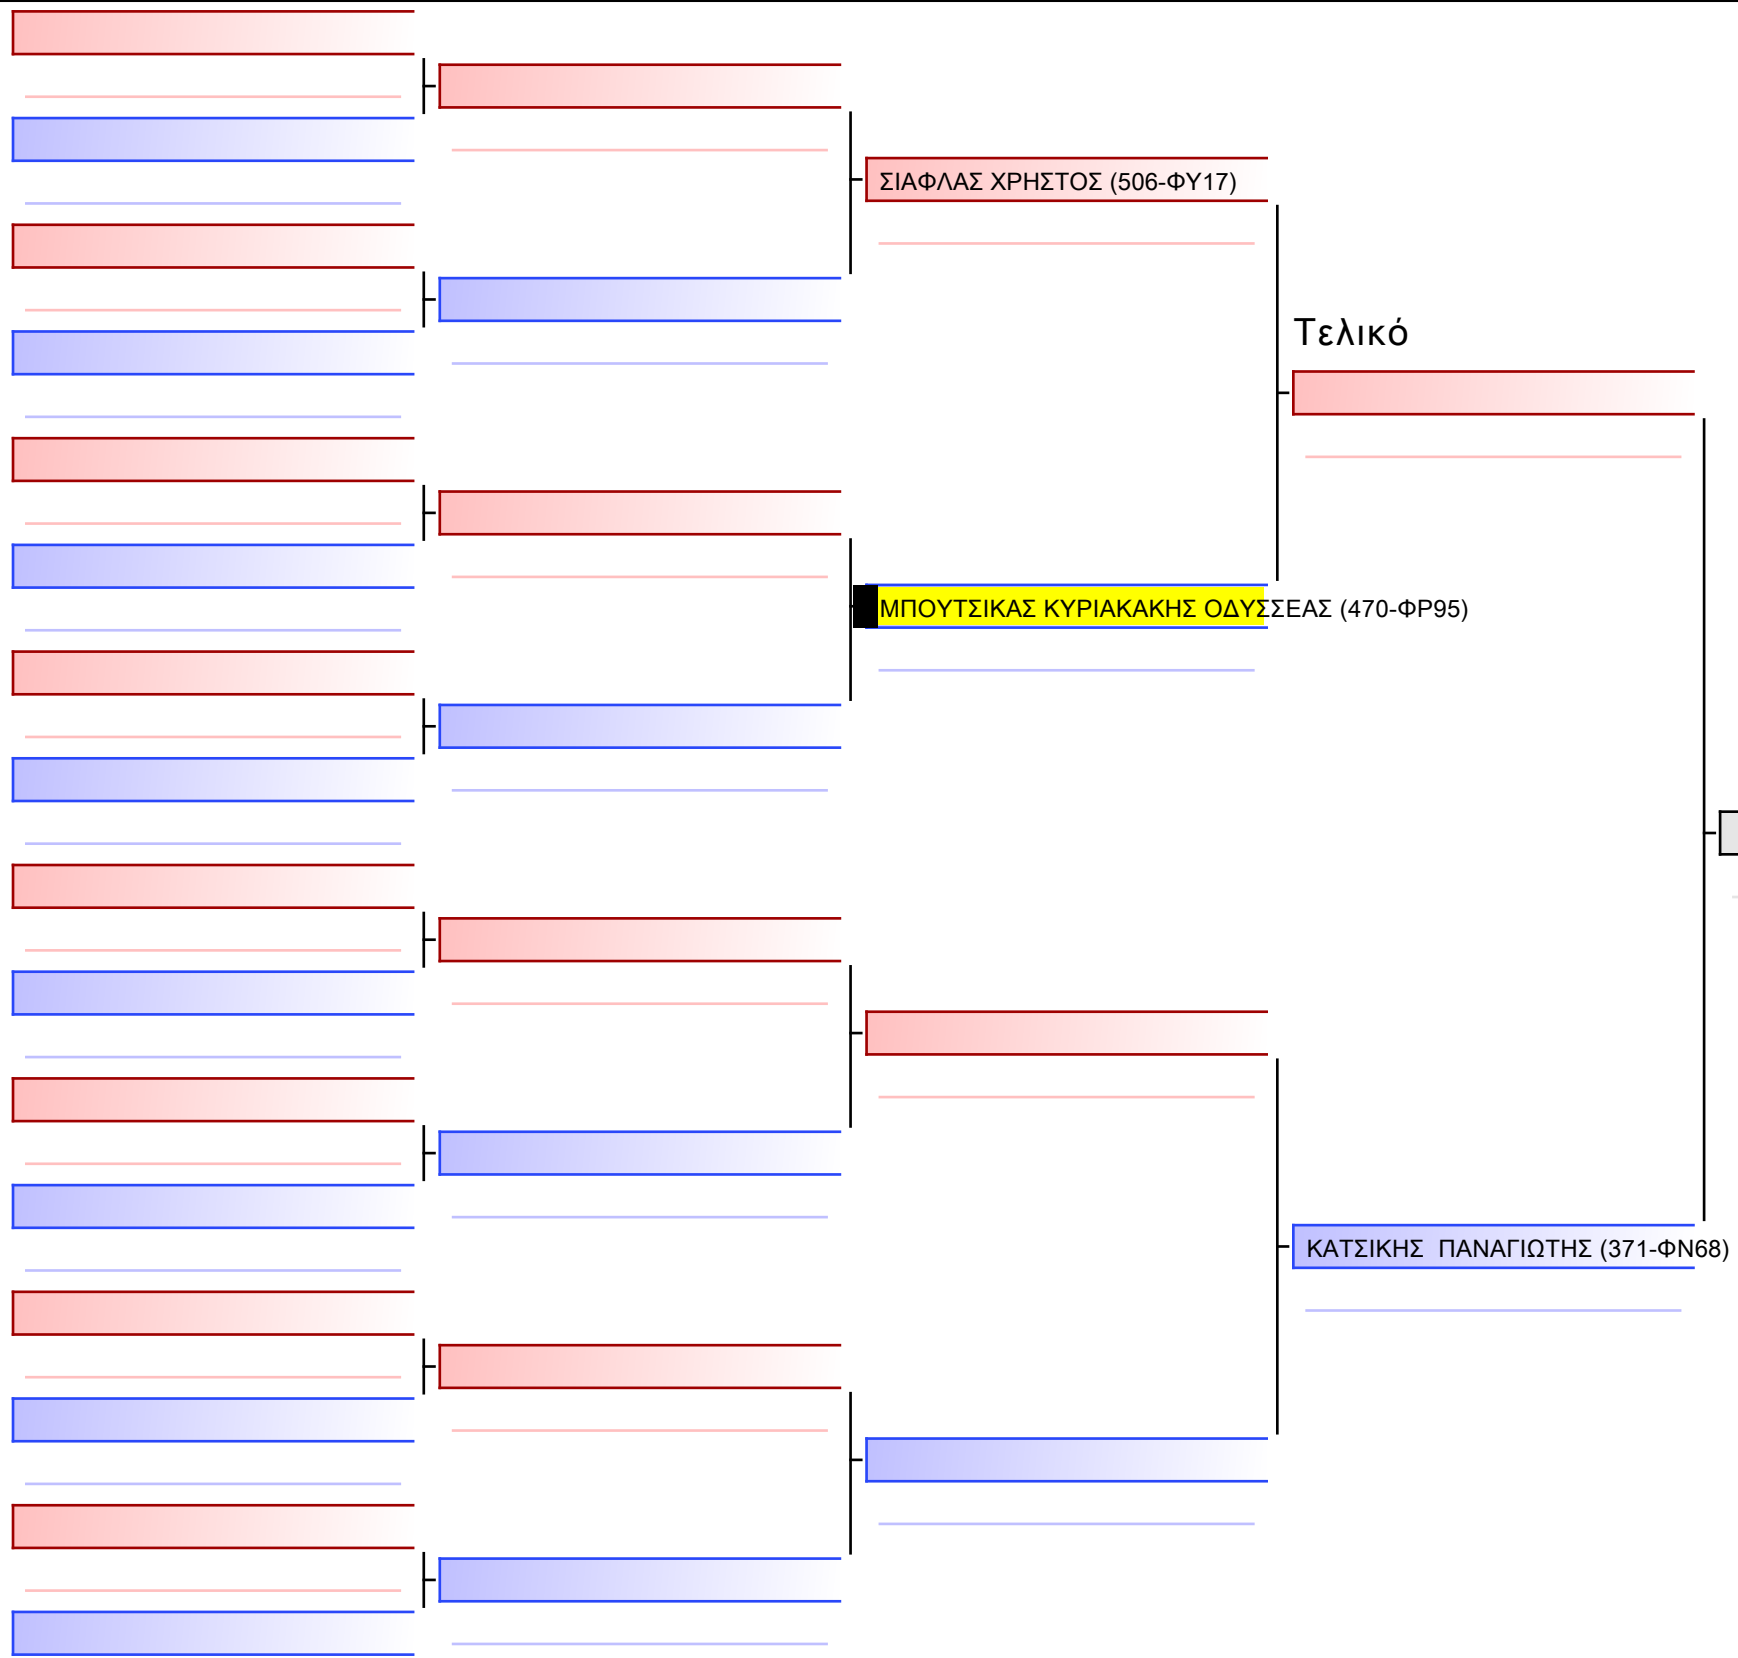 ΣΙΑΦΛΑΣ ΧΡΗΣΤΟΣ (506-ΦΥ17)
Τελικό
ΜΠΟΥΤΣΙΚΑΣ ΚΥΡΙΑΚΑΚΗΣ ΟΔΥΣΣΕΑΣ (470-ΦΡ95)
ΚΑΤΣΙΚΗΣ  ΠΑΝΑΓΙΩΤΗΣ (371-ΦΝ68)